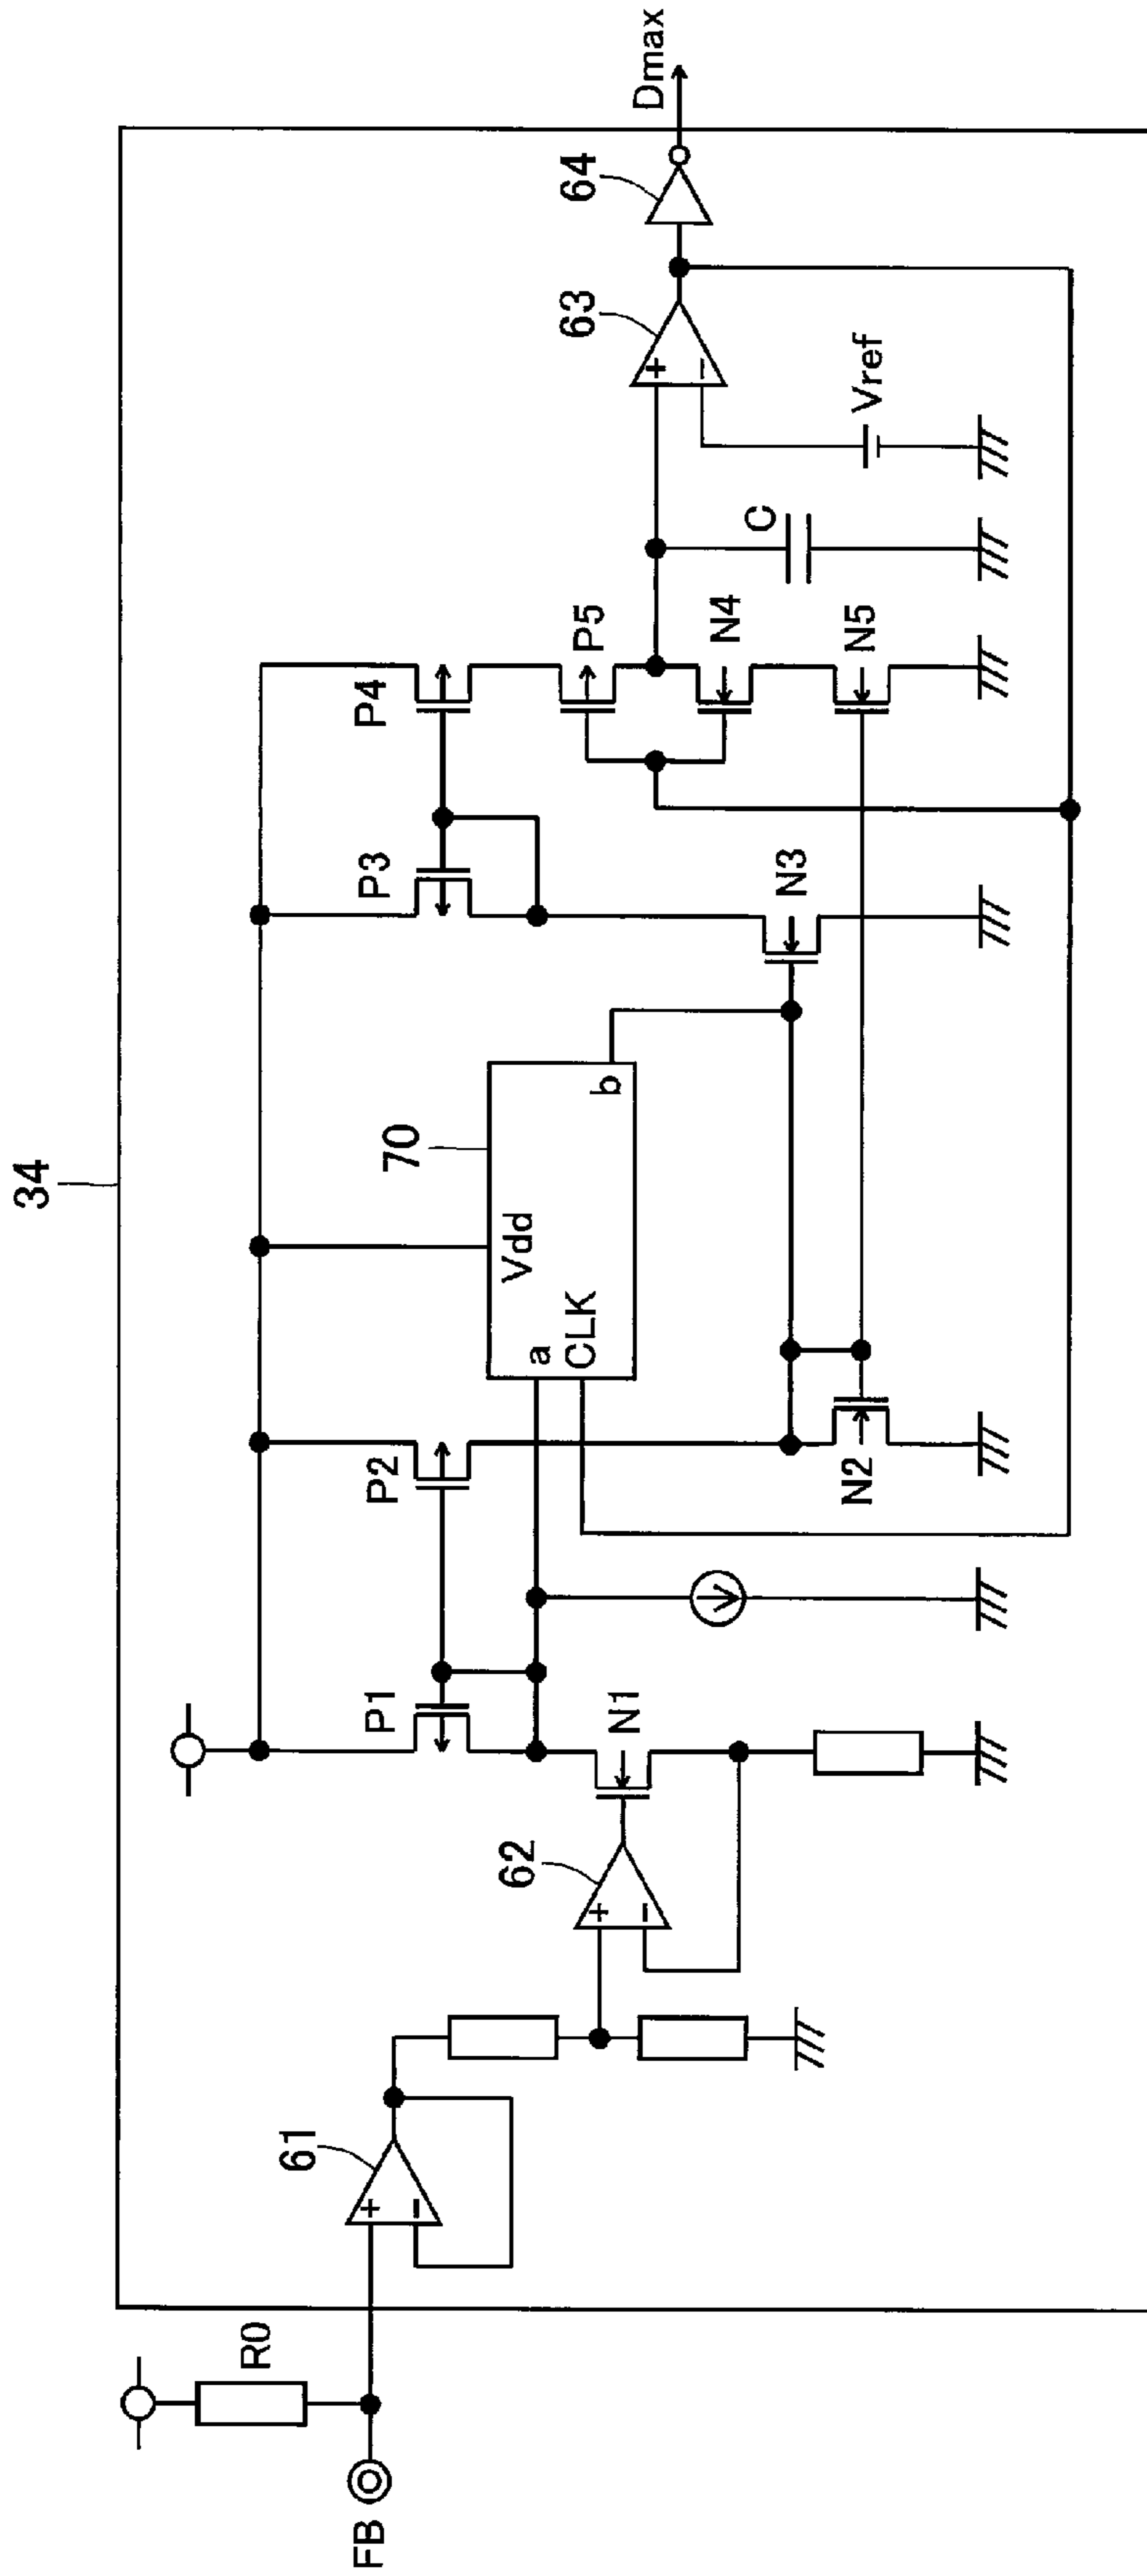 34
FB
R0
61
+
−
62
+
−
N1
P1
P2
N2
70
Vdd
a
CLK
b
N3
P3
P4
P5
N4
N5
C
Vref
63
+
−
64
Dmax